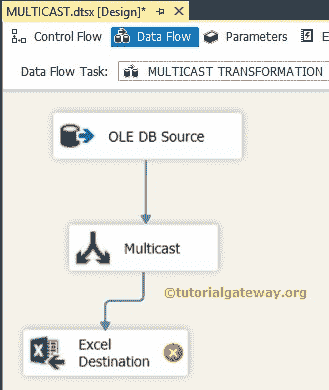 MULTICAST.dtsx [Design]*
Control Flow Data Flow Parameters E
Data Flow Task: MULTICAST TRANSFORMATION
OLE DB Source
Multicast
©tutorialgateway.org
Excel
Destination